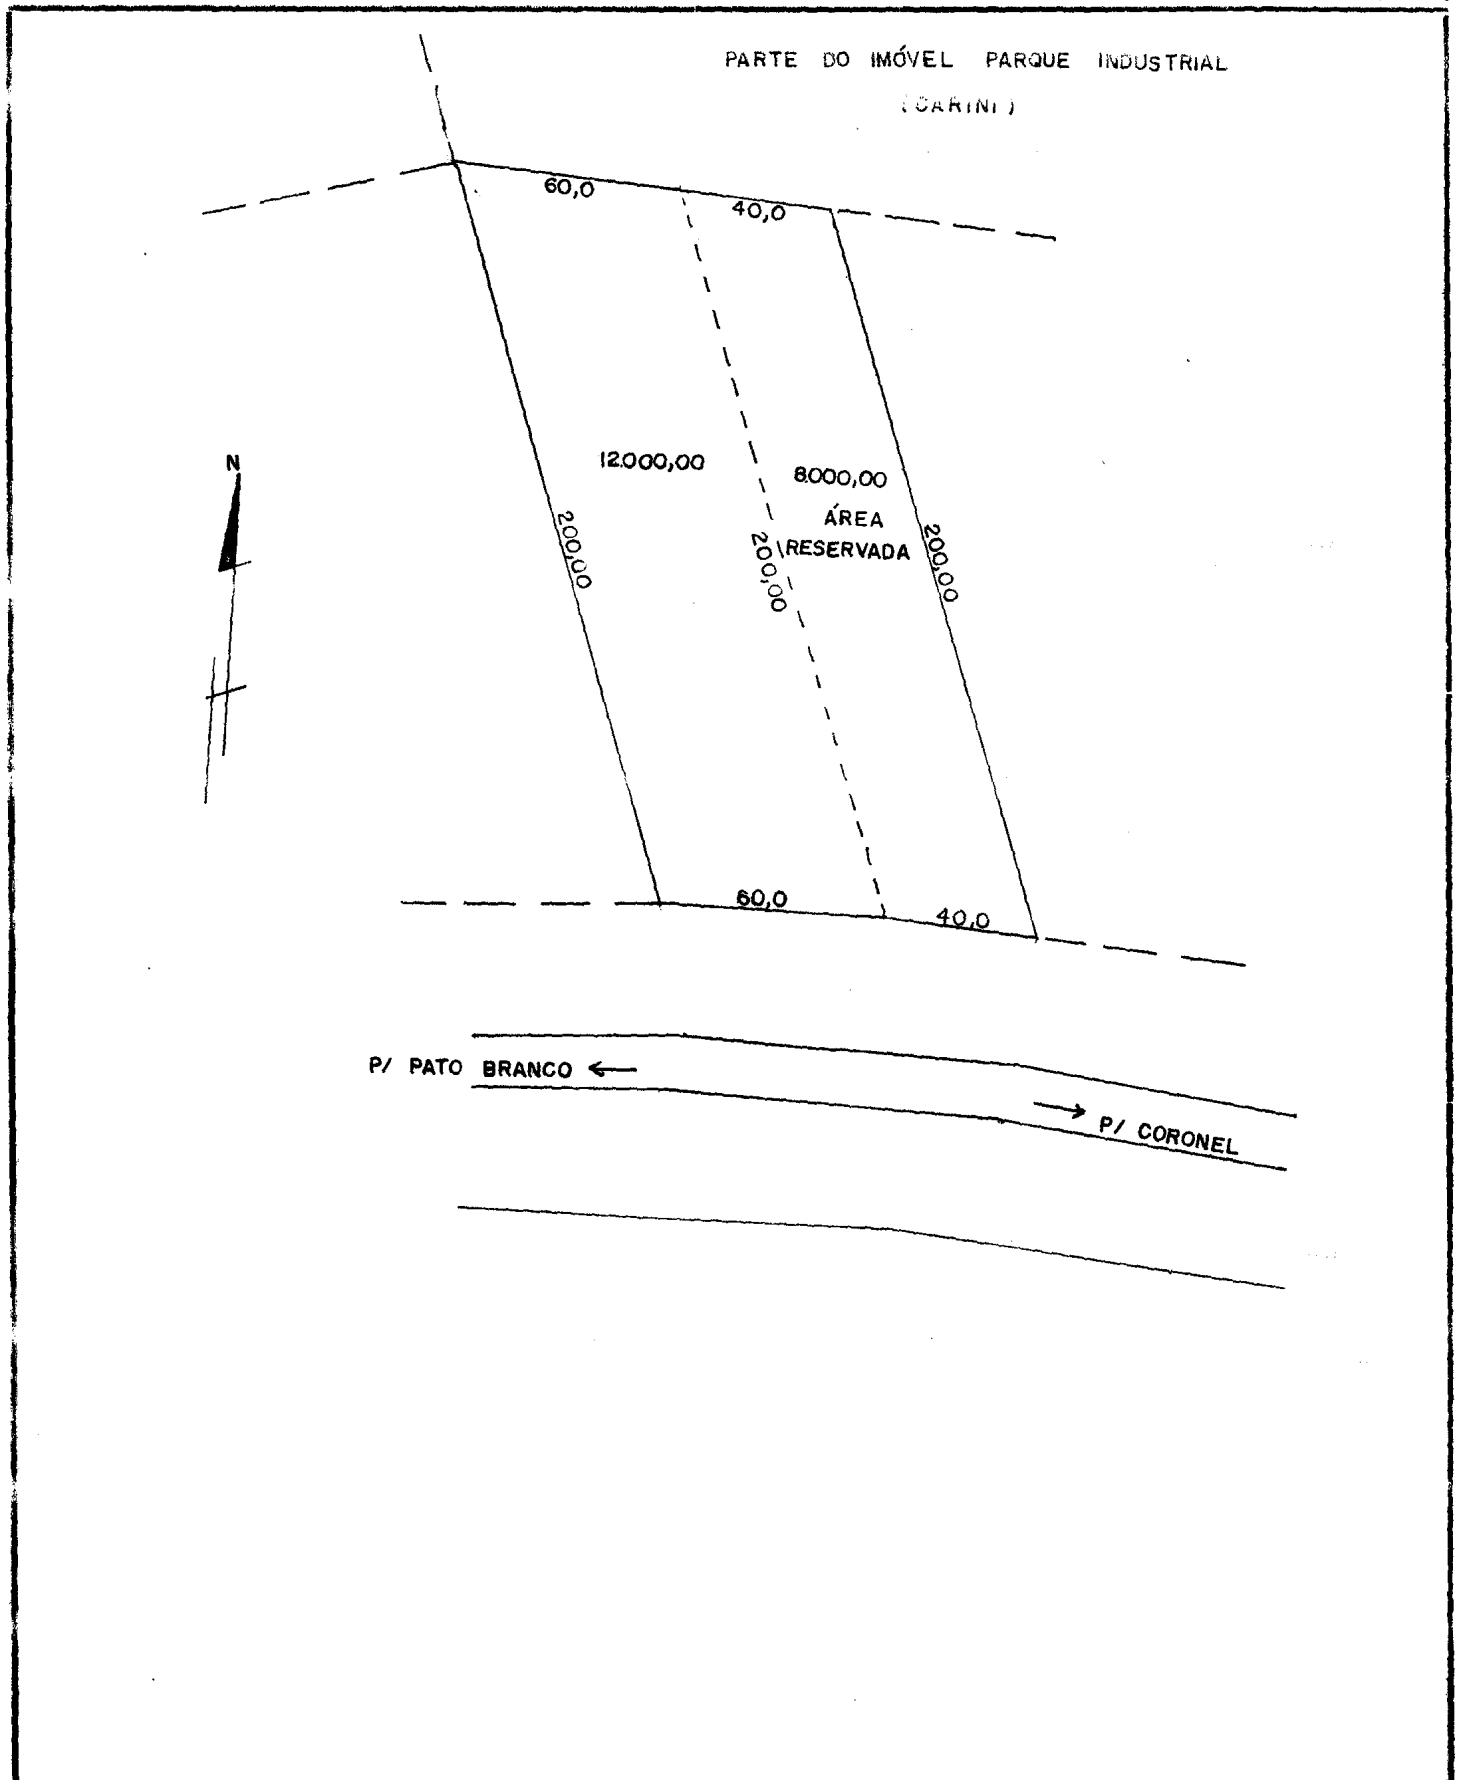 PARTE DO IMÓVEL PARQUE INDUSTRIAL
(CARINI)
60,0
40,0
N
12.000,00
8.000,00
ÁREA
RESERVADA
200,00
200,00
200,00
60,0
40,0
P/ PATO BRANCO
P/ CORONEL